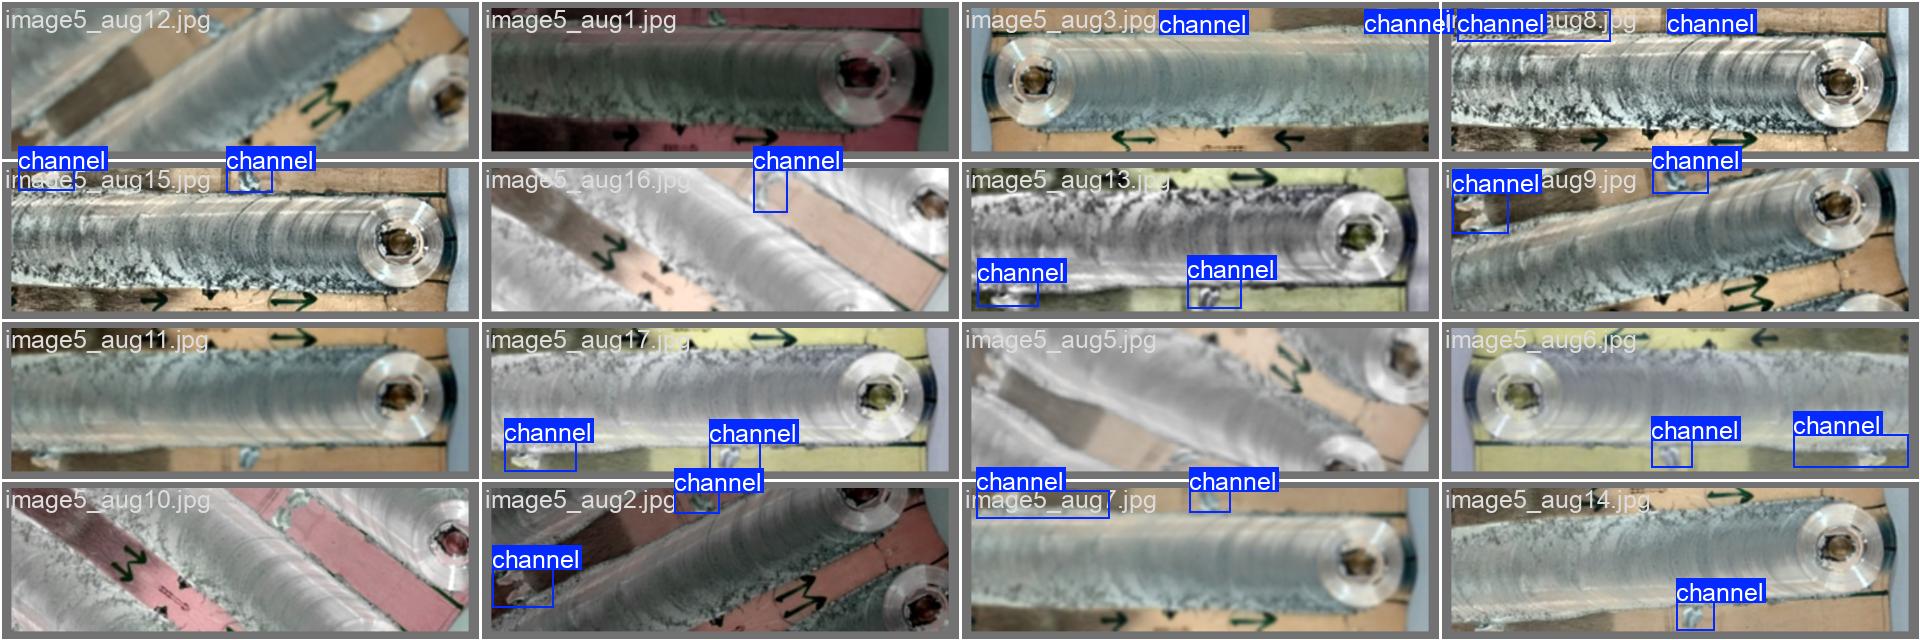 image5_aug12.jpg
image5_aug1.jpg
image5_aug3.jpg
channel
channel
channel
aug8.jpg
channel
channel
channel
image5_aug15.jpg
channel
image5_aug16.jpg
image5_aug13.jpg
channel
channel
channel
channel
aug9.jpg
image5_aug11.jpg
image5_aug17.jpg
channel
channel
image5_aug5.jpg
image5_aug6.jpg
channel
channel
image5_aug10.jpg
channel
image5_aug2.jpg
channel
channel
channel
image5_aug7.jpg
image5_aug14.jpg
channel